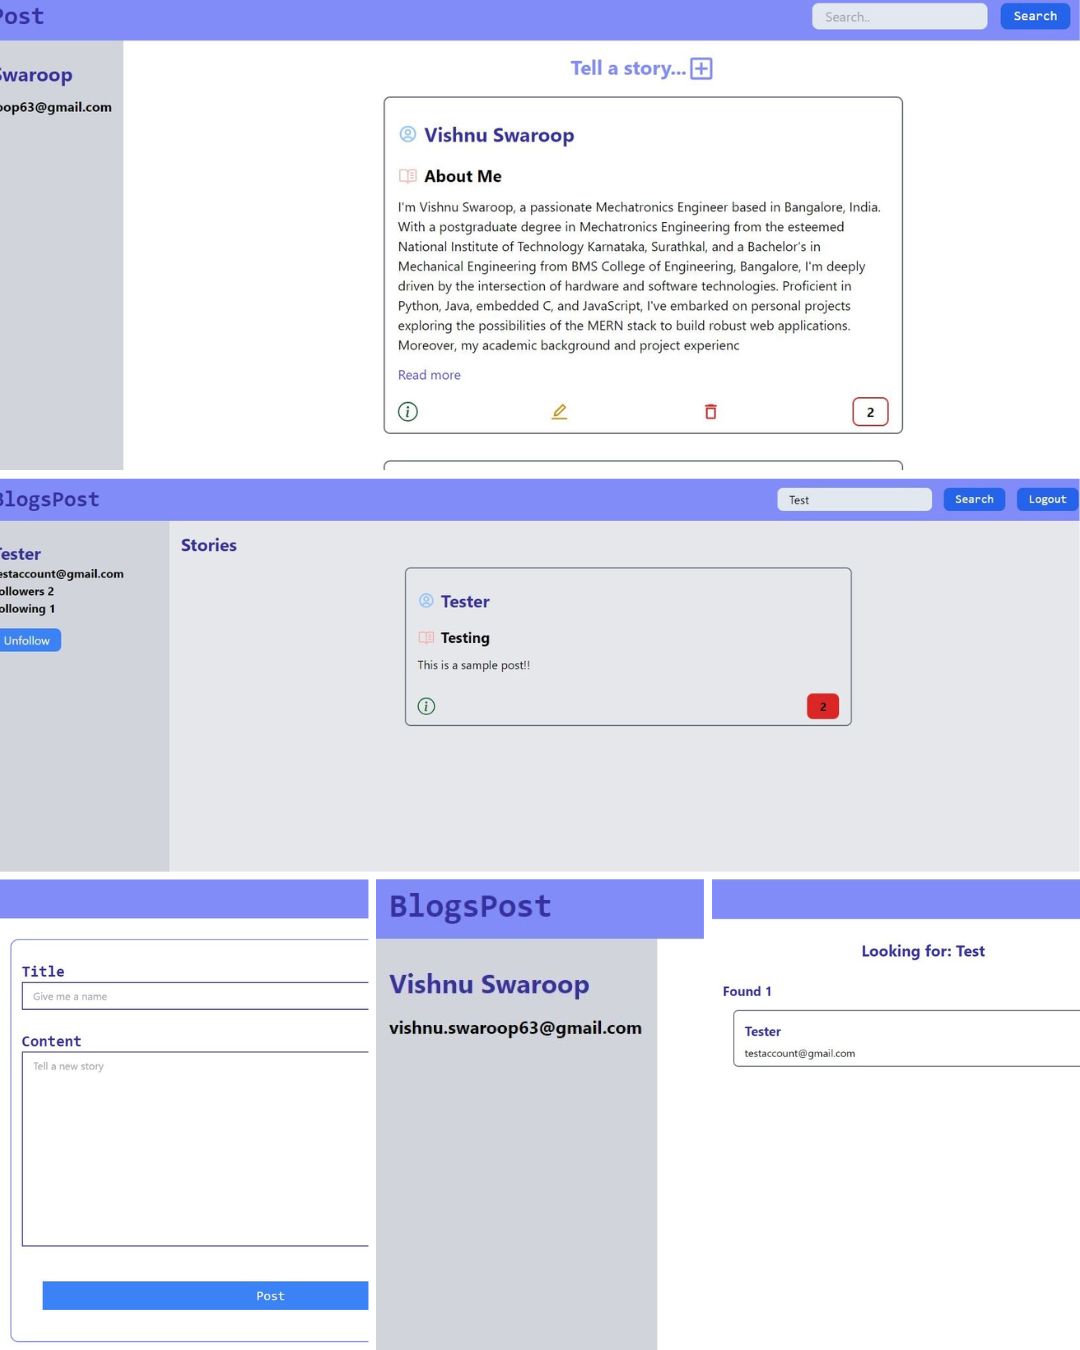 Post
Search..
Search
Swaroop
oop63@gmail.com
Tell a story...
Vishnu Swaroop
About Me
I'm Vishnu Swaroop, a passionate Mechatronics Engineer based in Bangalore, India.
With a postgraduate degree in Mechatronics Engineering from the esteemed
National Institute of Technology Karnataka, Surathkal, and a Bachelor's in
Mechanical Engineering from BMS College of Engineering, Bangalore, I'm deeply
driven by the intersection of hardware and software technologies. Proficient in
Python, Java, embedded C, and JavaScript, I've embarked on personal projects
exploring the possibilities of the MERN stack to build robust web applications.
Moreover, my academic background and project experienc
Read more
2
BlogsPost
Test
Search
Logout
Tester
estaccount@gmail.com
ollowers 2
ollowing 1
Unfollow
Stories
Tester
Testing
This is a sample post!!
2
Title
Give me a name
Content
Tell a new story
Post
BlogsPost
Vishnu Swaroop
vishnu.swaroop63@gmail.com
Looking for: Test
Found 1
Tester
testaccount@gmail.com